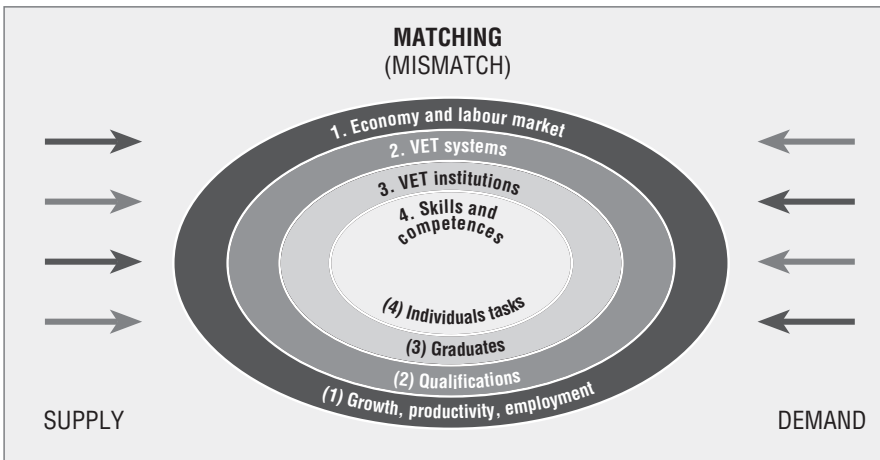 MATCHING
(MISMATCH)
1. Economy and labour market
2. VET systems
3. VET institutions
4. Skills and
competences
(4) Individuals tasks
(3) Graduates
(2) Qualifications
(1) Growth, productivity, employment
SUPPLY
DEMAND